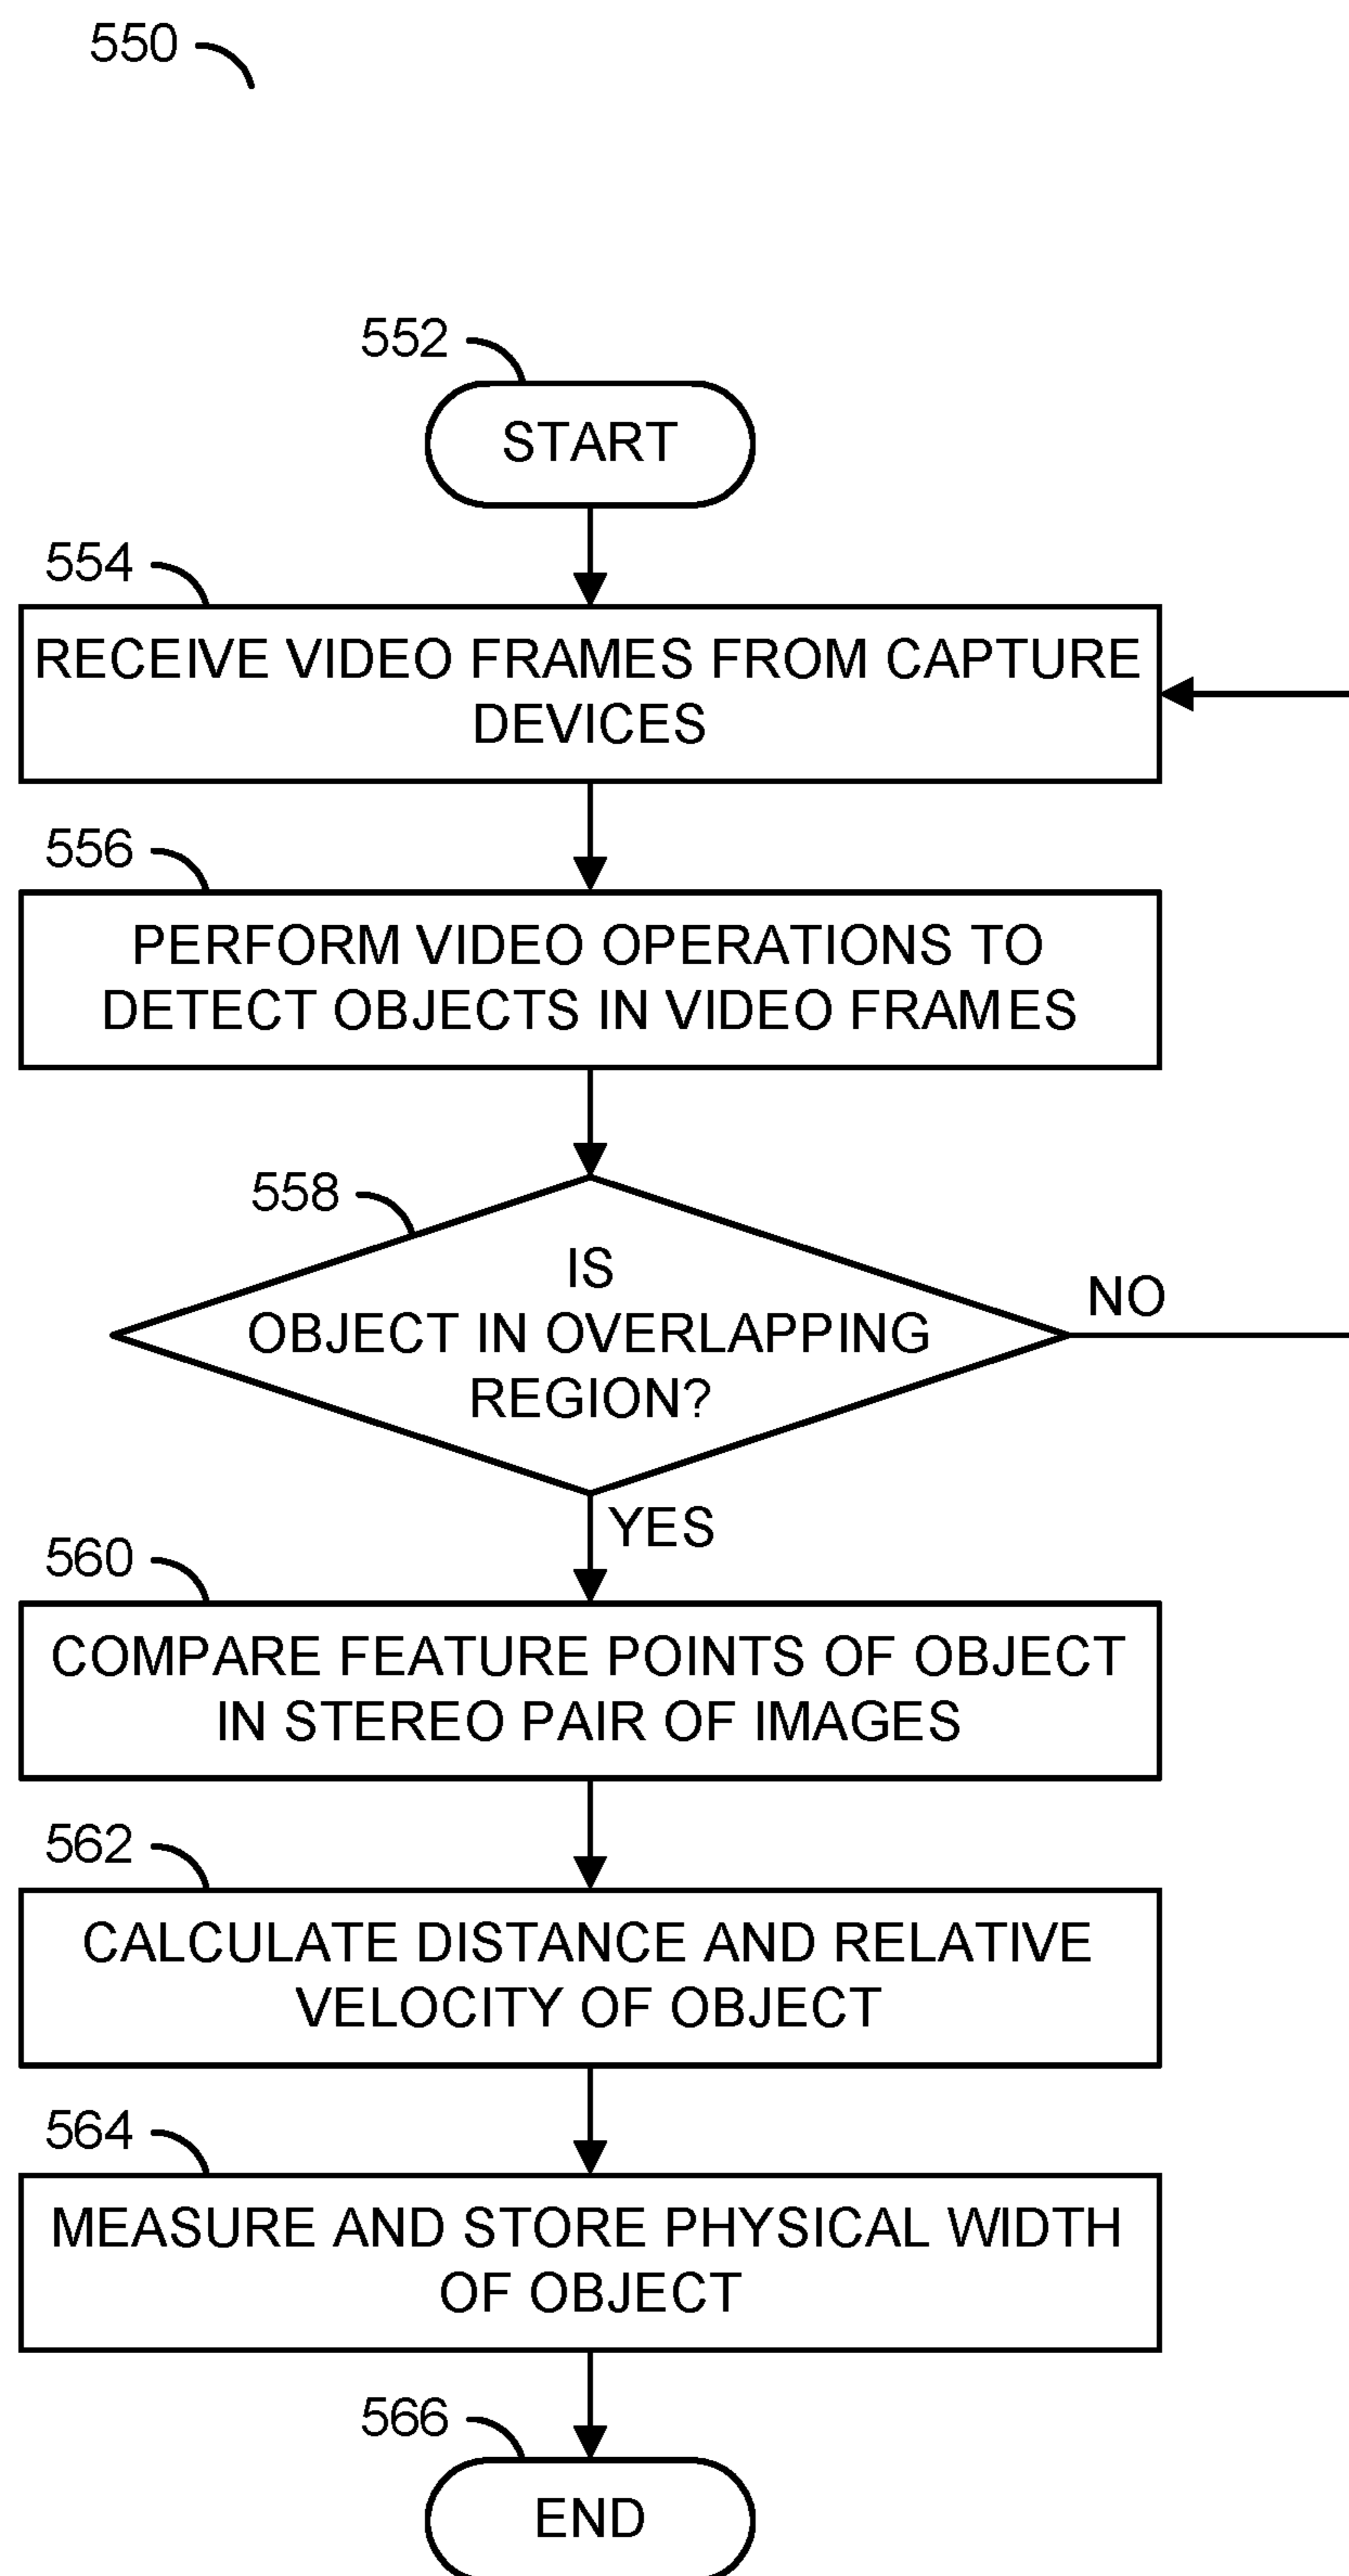 550
552
START
554
RECEIVE VIDEO FRAMES FROM CAPTURE
DEVICES
556
PERFORM VIDEO OPERATIONS TO
DETECT OBJECTS IN VIDEO FRAMES
558
IS
OBJECT IN OVERLAPPING
REGION?
NO
YES
560
COMPARE FEATURE POINTS OF OBJECT
IN STEREO PAIR OF IMAGES
562
CALCULATE DISTANCE AND RELATIVE
VELOCITY OF OBJECT
564
MEASURE AND STORE PHYSICAL WIDTH
OF OBJECT
566
END